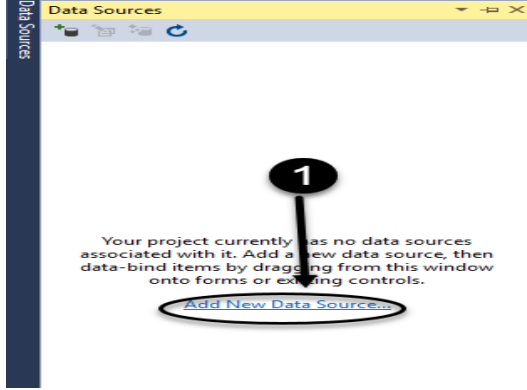 Data Sources
Data Sources
1
Your project currently has no data sources
associated with it. Add a new data source, then
data-bind items by dragging from this window
onto forms or existing controls.
Add New Data Source...